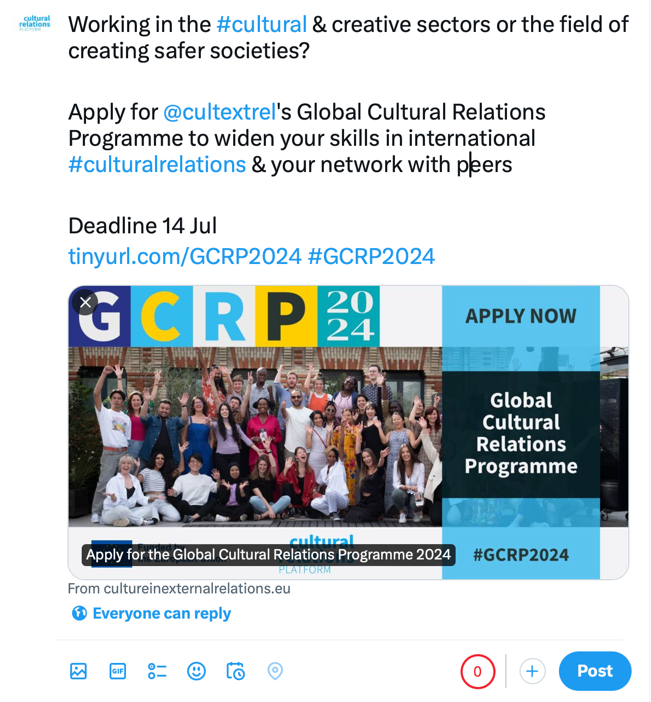 cultural
relations
PLATFORM
Working in the #cultural & creative sectors or the field of
creating safer societies?
Apply for @cultextrel's Global Cultural Relations
Programme to widen your skills in international
#culturalrelations & your network with peers
Deadline 14 Jul
tinyurl.com/GCRP2024 #GCRP2024
GCRP 20
24
APPLY NOW
Global
Cultural
Relations
Programme
cultural
relations
PLATFORM
Apply for the Global Cultural Relations Programme 2024
#GCRP2024
From cultureinexternalrelations.eu
Everyone can reply
GIF
0
Post